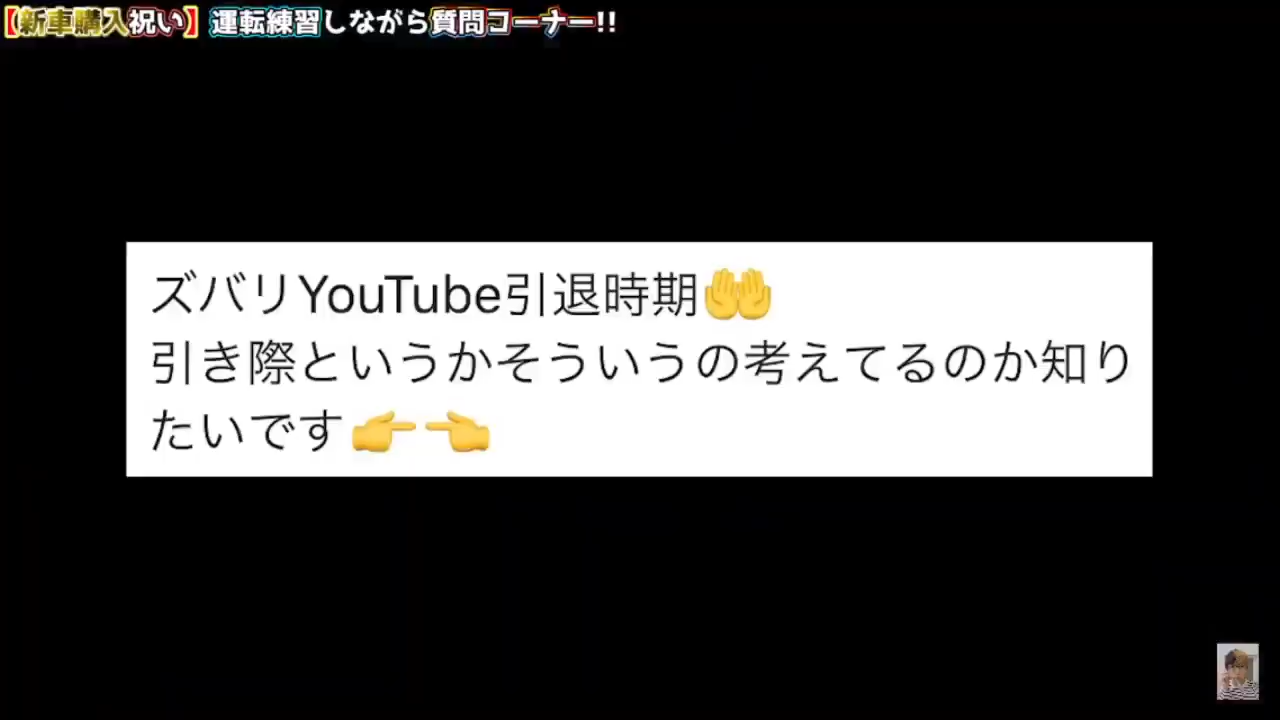 【新車購入祝い】運転練習しながら質問コーナー!!
ズバリYouTube引退時期🤲
引き際というかそういうの考えてるのか知り
たいです👉👈